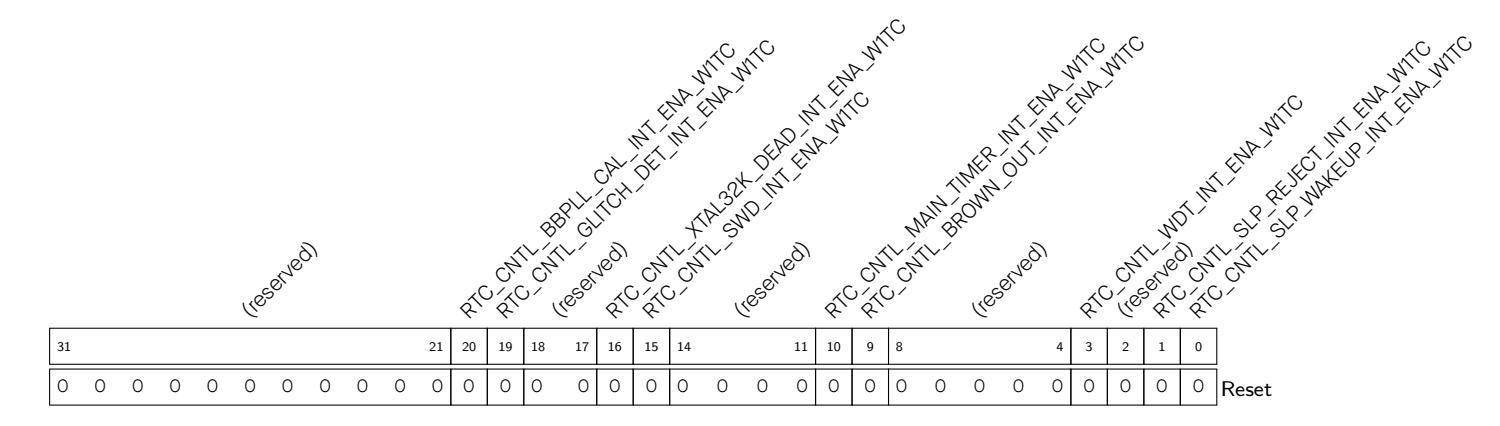 (reserved)
RTC_CNTL_BBPLL_CAL_INT_ENA_W1TC
RTC_CNTL_GLITCH_DET_INT_ENA_W1TC
(reserved)
RTC_CNTL_XTAL32K_DEAD_INT_ENA_W1TC
RTC_CNTL_SWD_INT_ENA_W1TC
(reserved)
RTC_CNTL_MAIN_TIMER_INT_ENA_W1TC
RTC_CNTL_BROWN_OUT_INT_ENA_W1TC
(reserved)
RTC_CNTL_WDT_INT_ENA_W1TC
(reserved)
RTC_CNTL_SLP_REJECT_INT_ENA_W1TC
RTC_CNTL_SLP_WAKEUP_INT_ENA_W1TC
31 21 20 19 18 17 16 15 14 11 10 9 8 4 3 2 1 0
0 0 0 0 0 0 0 0 0 0 0 0 0 0 0 0 0 0 0 0 0 0 0 0 0 0 0 0 0 0 0 0 Reset